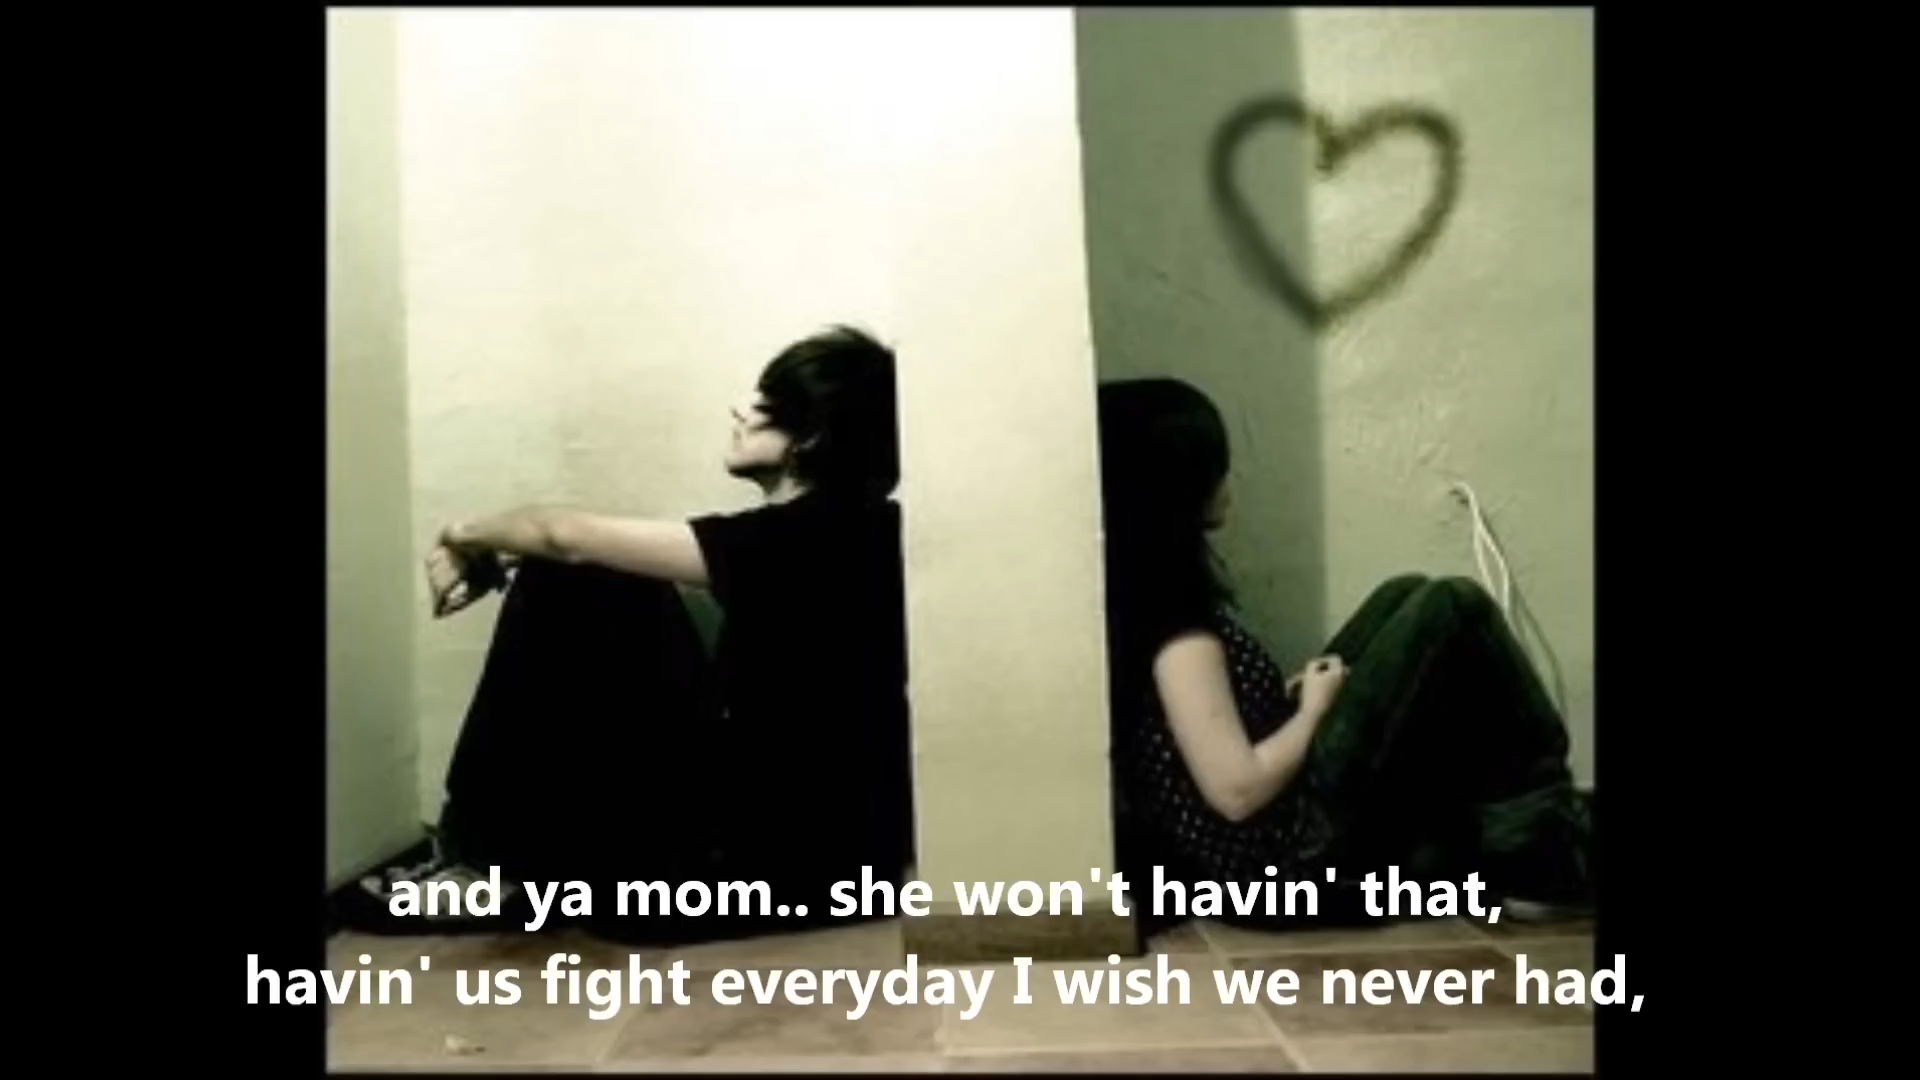 and ya mom.. she won't havin' that,
havin' us fight everyday I wish we never had,